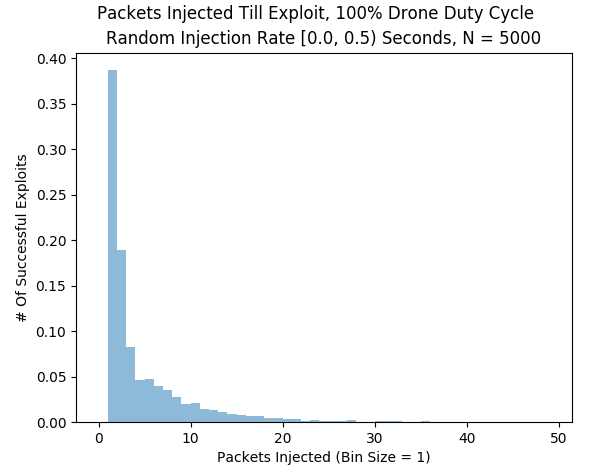 Packets Injected Till Exploit, 100% Drone Duty Cycle
Random Injection Rate [0.0, 0.5) Seconds, N = 5000
0.40
0.35
0.30
0.25
0.20
0.15
0.10
0.05
0.00
# Of Successful Exploits
0 10 20 30 40 50
Packets Injected (Bin Size = 1)